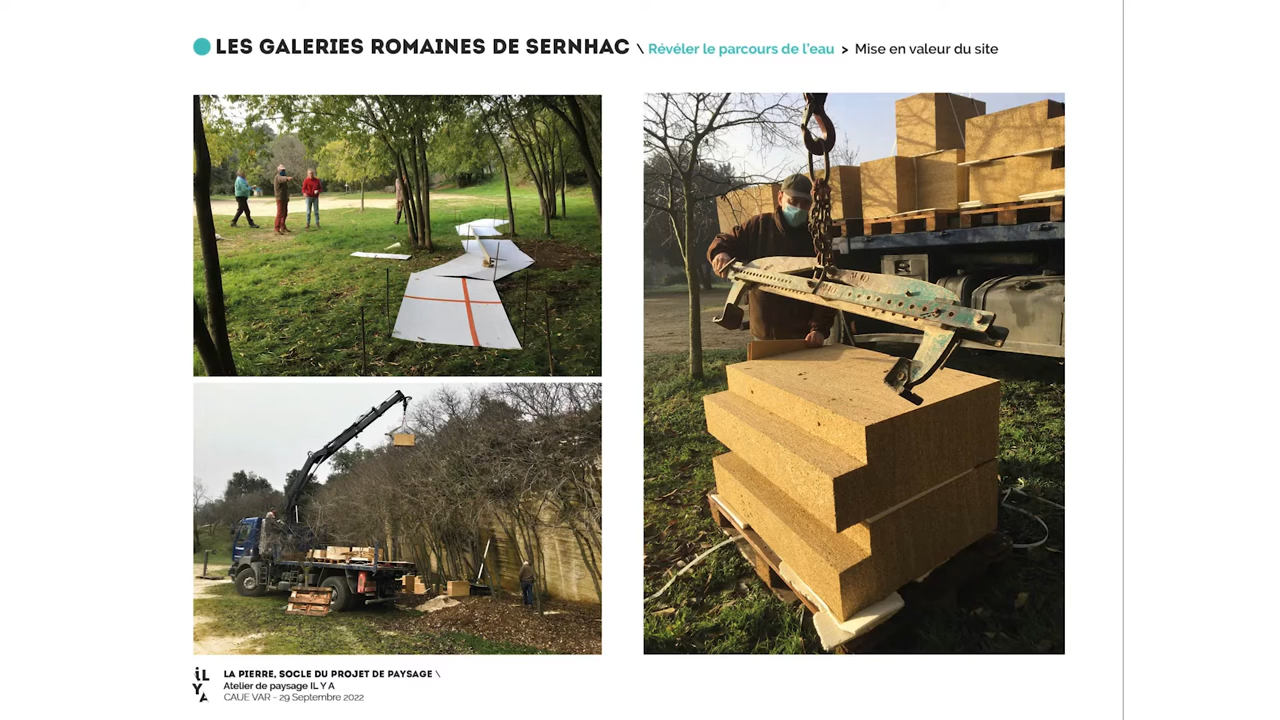 LES GALERIES ROMAINES DE SERNHAC \ Révéler le parcours de l'eau > Mise en valeur du site
iL
Y
A
LA PIERRE, SOCLE DU PROJET DE PAYSAGE \
Atelier de paysage IL Y A
CAUE VAR - 29 Septembre 2022